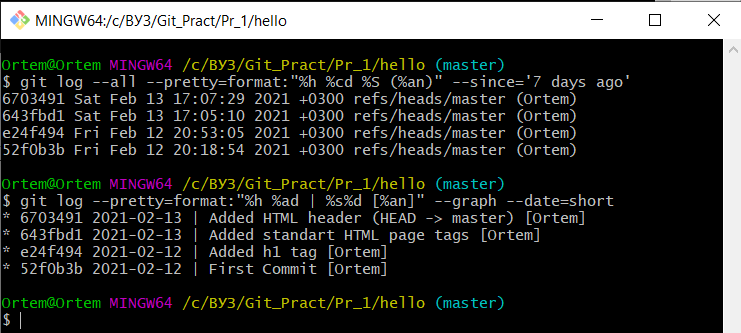 MINGW64:/c/ВУЗ/Git_Pract/Pr_1/hello
Ortem@Ortem MINGW64 /c/ВУЗ/Git_Pract/Pr_1/hello (master)
$ git log --all --pretty=format:"%h %cd %S (%an)" --since='7 days ago'
6703491 Sat Feb 13 17:07:29 2021 +0300 refs/heads/master (Ortem)
643fbd1 Sat Feb 13 17:05:10 2021 +0300 refs/heads/master (Ortem)
e24f494 Fri Feb 12 20:53:05 2021 +0300 refs/heads/master (Ortem)
52f0b3b Fri Feb 12 20:18:54 2021 +0300 refs/heads/master (Ortem)
Ortem@Ortem MINGW64 /c/ВУЗ/Git_Pract/Pr_1/hello (master)
$ git log --pretty=format:"%h %ad | %s%d [%an]" --graph --date=short
* 6703491 2021-02-13 | Added HTML header (HEAD -> master) [Ortem]
* 643fbd1 2021-02-13 | Added standart HTML page tags [Ortem]
* e24f494 2021-02-12 | Added h1 tag [Ortem]
* 52f0b3b 2021-02-12 | First Commit [Ortem]
Ortem@Ortem MINGW64 /c/ВУЗ/Git_Pract/Pr_1/hello (master)
$